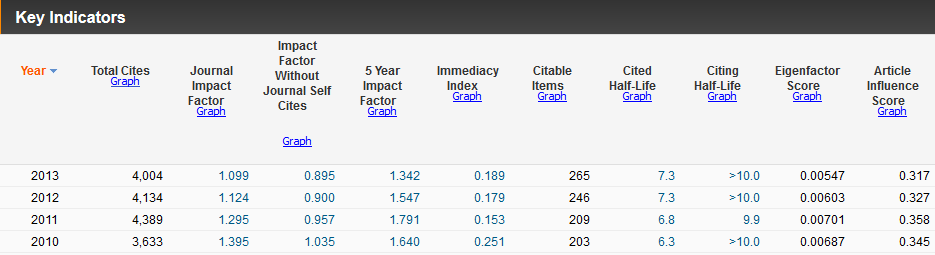 Key Indicators
Year Total Cites Graph Journal Impact Factor Graph Impact Factor Without Journal Self Cites Graph 5 Year Impact Factor Graph Immediacy Index Graph Citable Items Graph Cited Half-Life Graph Citing Half-Life Graph Eigenfactor Score Graph Article Influence Score Graph
2013 4,004 1.099 0.895 1.342 0.189 265 7.3 >10.0 0.00547 0.317
2012 4,134 1.124 0.900 1.547 0.179 246 7.3 >10.0 0.00603 0.327
2011 4,389 1.295 0.957 1.791 0.153 209 6.8 9.9 0.00701 0.358
2010 3,633 1.395 1.035 1.640 0.251 203 6.3 >10.0 0.00687 0.345